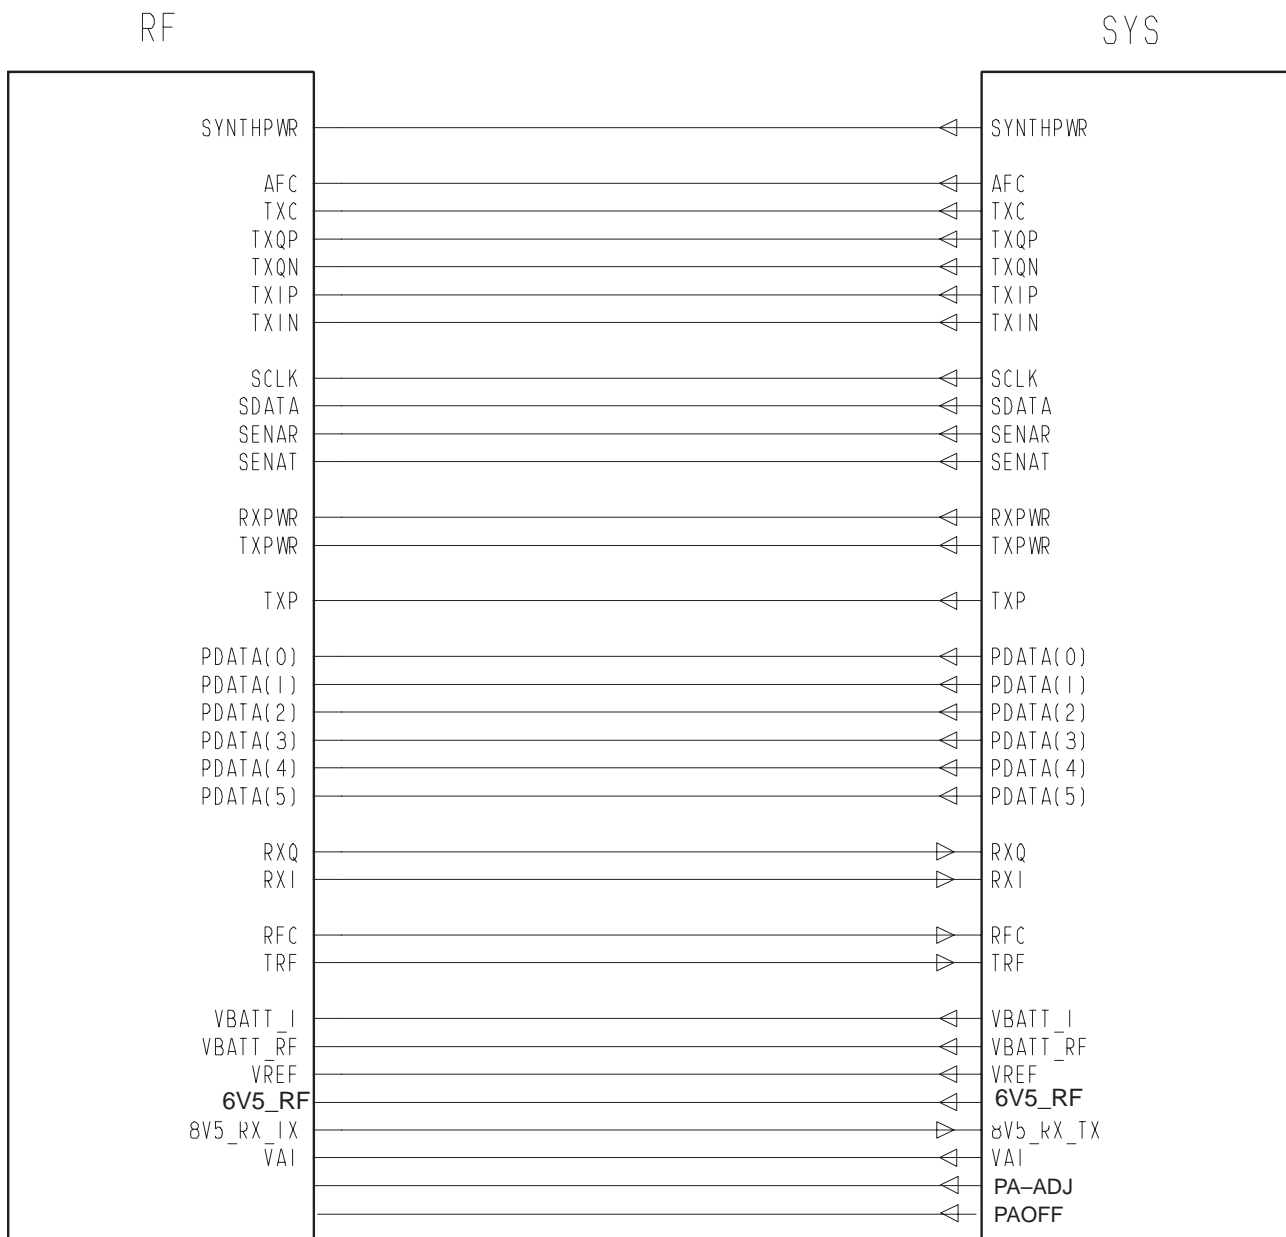 RF SYS
SYNTHPWR SYNTHPWR
AFC AFC
TXC TXC
TXQP TXQP
TXQN TXQN
TXIP TXIP
TXIN TXIN
SCLK SCLK
SDATA SDATA
SENAR SENAR
SENAT SENAT
RXPWR RXPWR
TXPWR TXPWR
TXP TXP
PDATA(0) PDATA(0)
PDATA(1) PDATA(1)
PDATA(2) PDATA(2)
PDATA(3) PDATA(3)
PDATA(4) PDATA(4)
PDATA(5) PDATA(5)
RXQ RXQ
RXI RXI
RFC RFC
TRF TRF
VBATT_I VBATT_I
VBATT_RF VBATT_RF
VREF VREF
6V5_RF 6V5_RF
8V5_RX_TX 8V5_RX_TX
VA1 VA1
PA–ADJ
PAOFF